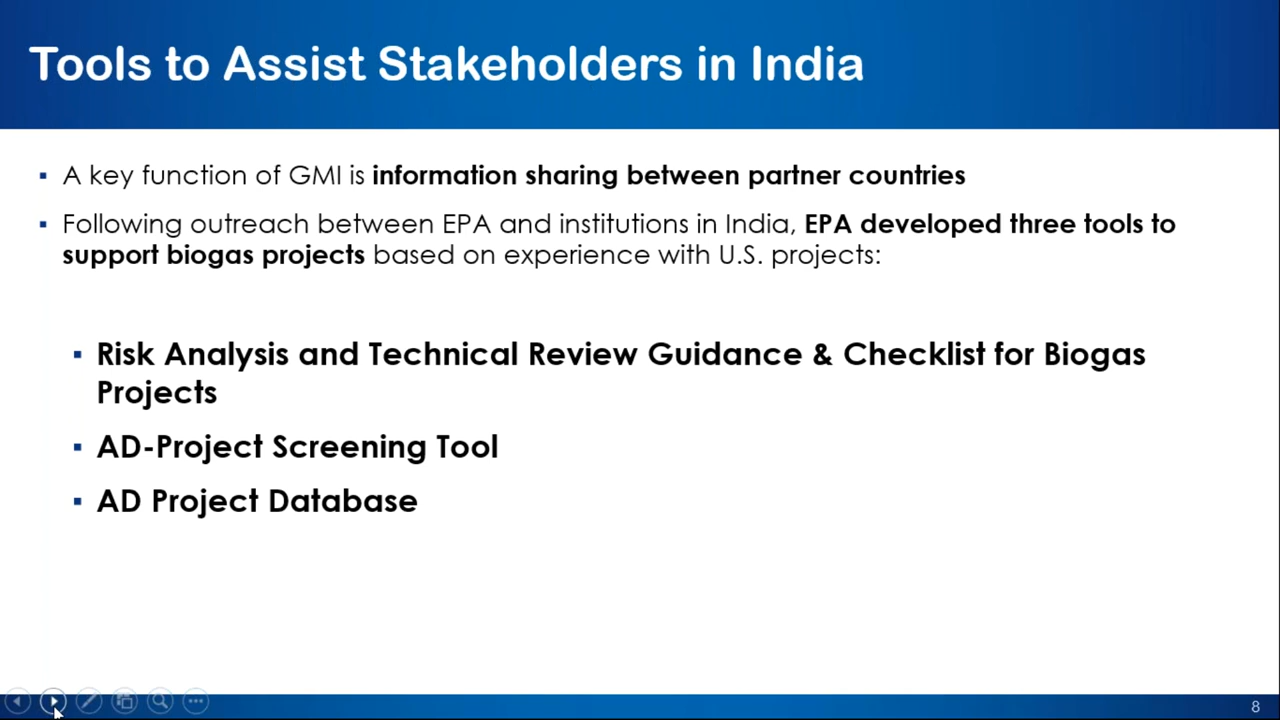 Tools to Assist Stakeholders in India
▪ A key function of GMI is information sharing between partner countries
▪ Following outreach between EPA and institutions in India, EPA developed three tools to
support biogas projects based on experience with U.S. projects:
▪ Risk Analysis and Technical Review Guidance & Checklist for Biogas
Projects
▪ AD-Project Screening Tool
▪ AD Project Database
8